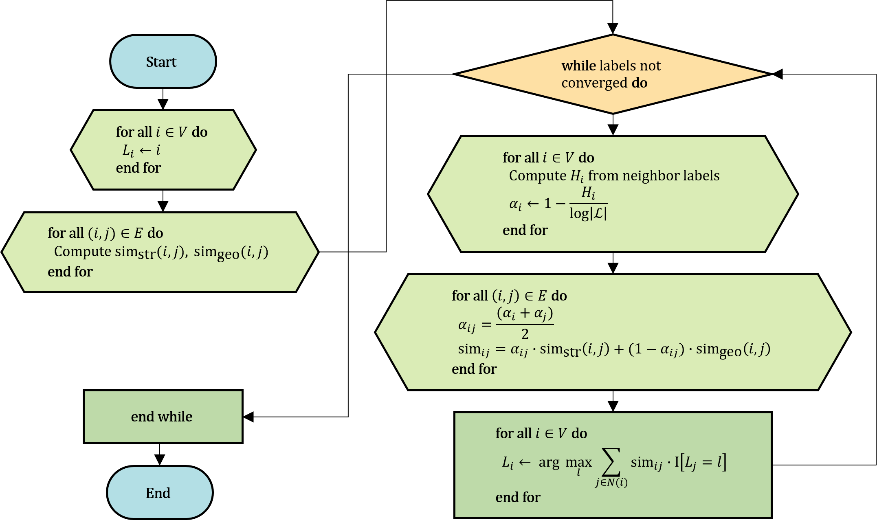 Start
for all i ∈ V do
L_i ← i
end for
for all (i, j) ∈ E do
Compute sim_str(i, j), sim_geo(i, j)
end for
while labels not
converged do
for all i ∈ V do
Compute H_i from neighbor labels
α_i ← 1 − H_i / log|ℒ|
end for
for all (i, j) ∈ E do
α_ij = (α_i + α_j) / 2
sim_ij = α_ij · sim_str(i, j) + (1 − α_ij) · sim_geo(i, j)
end for
for all i ∈ V do
L_i ← arg max_l ∑_{j∈N(i)} sim_ij · I[L_j = l]
end for
end while
End